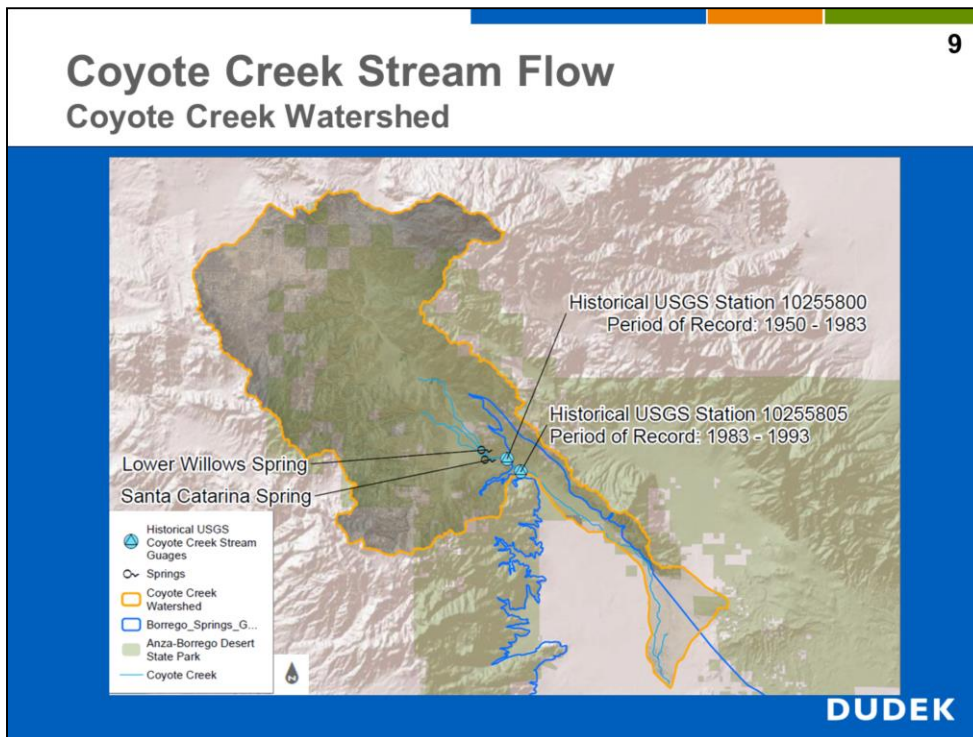 9
Coyote Creek Stream Flow
Coyote Creek Watershed
Historical USGS Station 10255800
Period of Record: 1950 - 1983
Historical USGS Station 10255805
Period of Record: 1983 - 1993
Lower Willows Spring
Santa Catarina Spring
Historical USGS
Coyote Creek Stream
Guages
Springs
Coyote Creek
Watershed
Borrego_Springs_G...
Anza-Borrego Desert
State Park
Coyote Creek
N
DUDEK